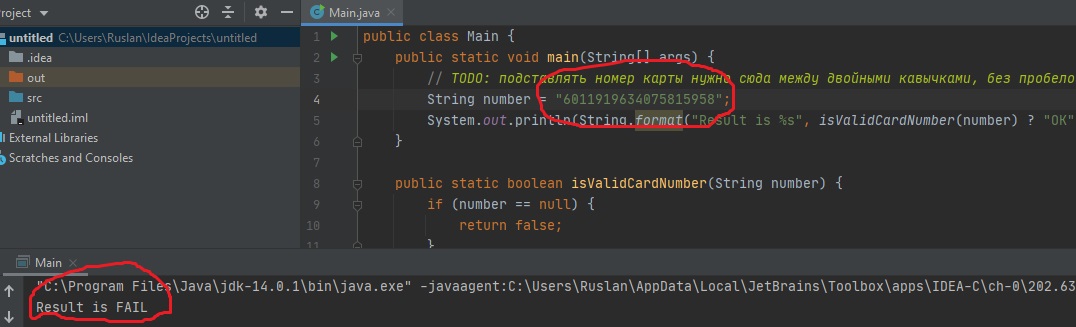 roject
untitled C:\Users\Ruslan\IdeaProjects\untitled
.idea
out
src
untitled.iml
External Libraries
Scratches and Consoles
Main.java
1 public class Main {
2 public static void main(String[] args) {
3 // TODO: подставлять номер карты нужно сюда между двойными кавычками, без пробело
4 String number = "6011919634075815958";
5 System.out.println(String.format("Result is %s", isValidCardNumber(number) ? "OK"
6 }
7
8 public static boolean isValidCardNumber(String number) {
9 if (number == null) {
10 return false;
11 }
Main
"C:\Program Files\Java\jdk-14.0.1\bin\java.exe" -javaagent:C:\Users\Ruslan\AppData\Local\JetBrains\Toolbox\apps\IDEA-C\ch-0\202.63
Result is FAIL